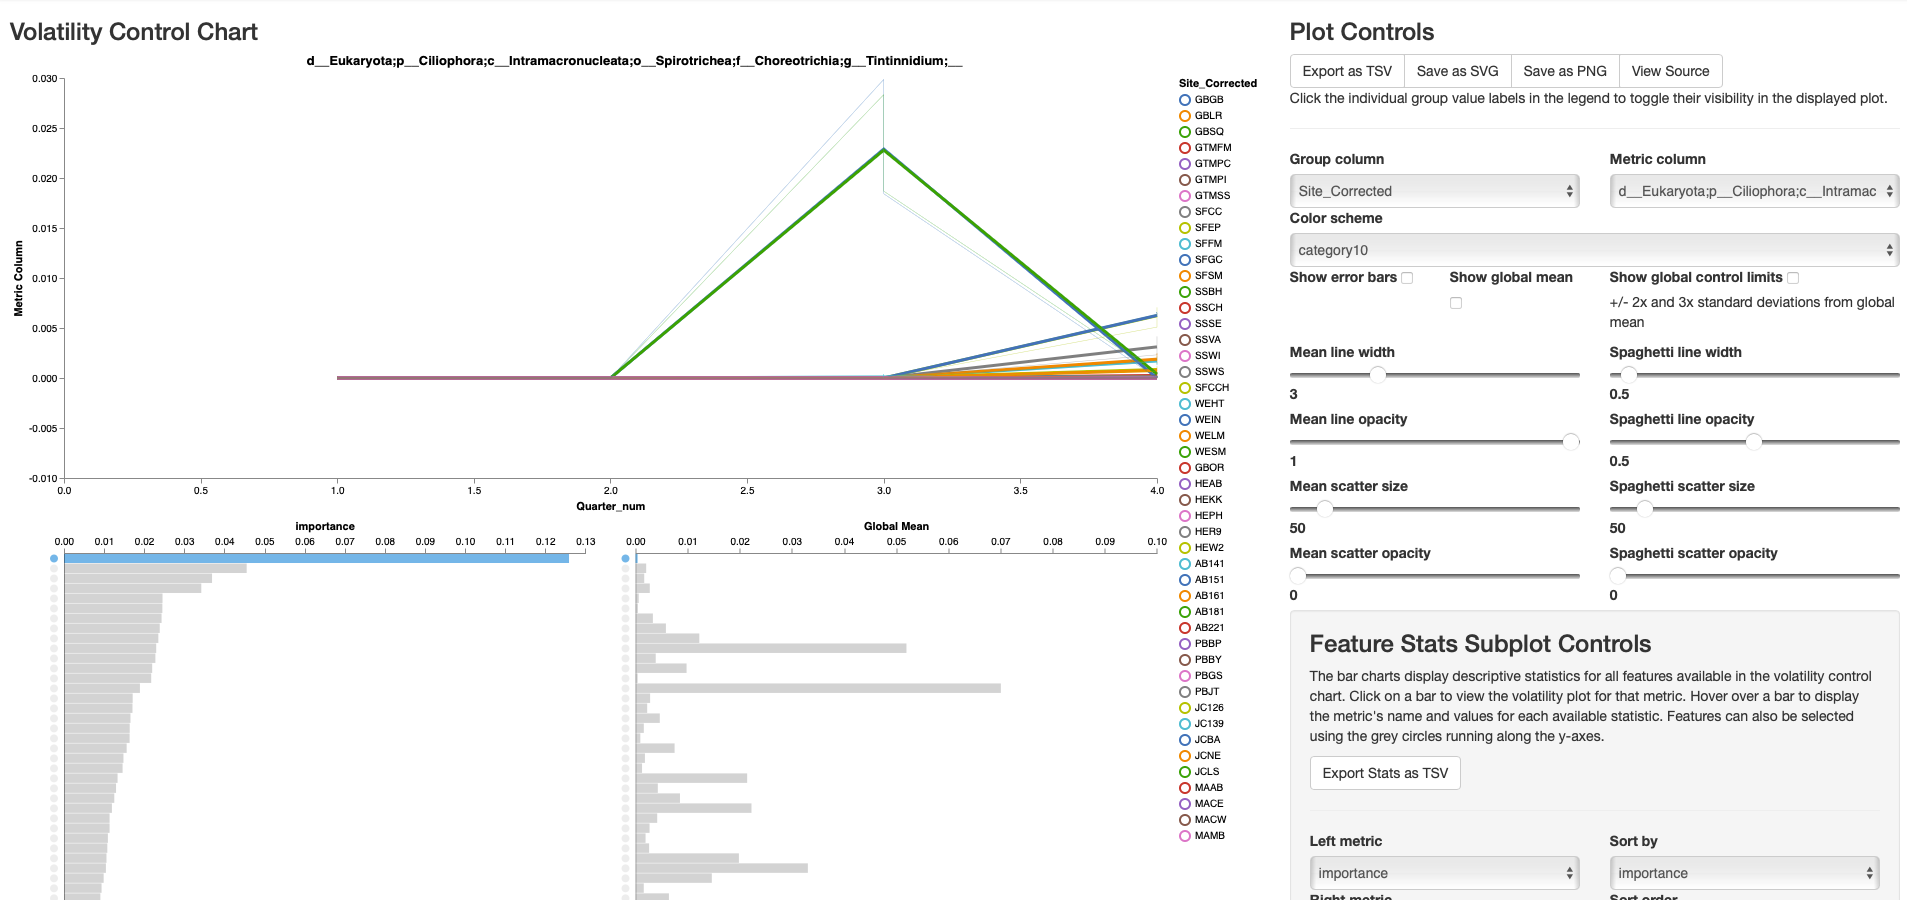 Volatility Control Chart
d__Eukaryota;p__Ciliophora;c__Intramacronucleata;o__Spirotrichea;f__Choreotrichia;g__Tintinnidium;__
0.030
0.025
0.020
0.015
0.010
0.005
0.000
-0.005
-0.010
Metric Column
0.0 0.5 1.0 1.5 2.0 2.5 3.0 3.5 4.0
Quarter_num
Site_Corrected
GBGB
GBLR
GBSQ
GTMFM
GTMPC
GTMPI
GTMSS
SFCC
SFEP
SFFM
SFGC
SFSM
SSBH
SSCH
SSSE
SSVA
SSWI
SSWS
SFCCH
WEHT
WEIN
WELM
WESM
GBOR
HEAB
HEKK
HEPH
HER9
HEW2
AB141
AB151
AB161
AB181
AB221
PBBP
PBBY
PBGS
PBJT
JC126
JC139
JCBA
JCNE
JCLS
MAAB
MACE
MACW
MAMB
importance
0.00 0.01 0.02 0.03 0.04 0.05 0.06 0.07 0.08 0.09 0.10 0.11 0.12 0.13
Global Mean
0.00 0.01 0.02 0.03 0.04 0.05 0.06 0.07 0.08 0.09 0.10
Plot Controls
Export as TSV Save as SVG Save as PNG View Source
Click the individual group value labels in the legend to toggle their visibility in the displayed plot.
Group column Metric column
Site_Corrected d__Eukaryota;p__Ciliophora;c__Intramac
Color scheme
category10
Show error bars Show global mean Show global control limits
+/- 2x and 3x standard deviations from global
mean
Mean line width Spaghetti line width
3 0.5
Mean line opacity Spaghetti line opacity
1 0.5
Mean scatter size Spaghetti scatter size
50 50
Mean scatter opacity Spaghetti scatter opacity
0 0
Feature Stats Subplot Controls
The bar charts display descriptive statistics for all features available in the volatility control
chart. Click on a bar to view the volatility plot for that metric. Hover over a bar to display
the metric's name and values for each available statistic. Features can also be selected
using the grey circles running along the y-axes.
Export Stats as TSV
Left metric Sort by
importance importance
Right metric Sort order